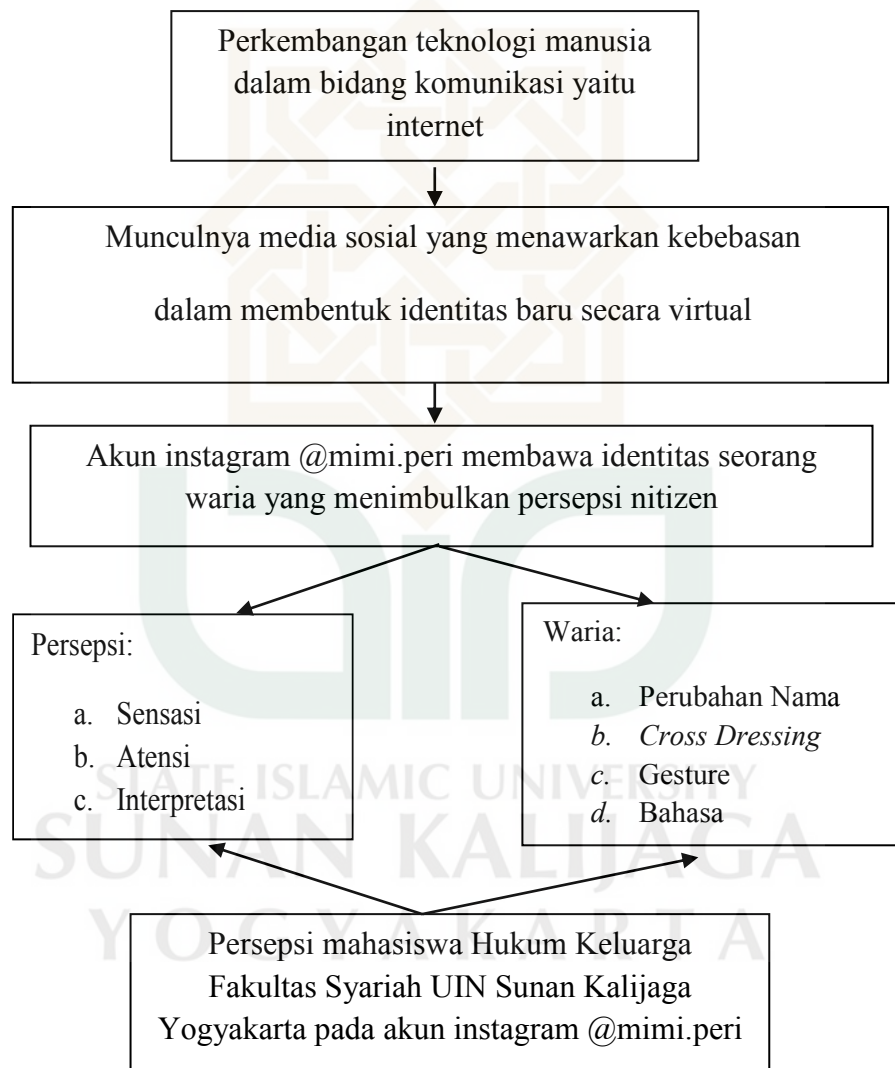 Perkembangan teknologi manusia
dalam bidang komunikasi yaitu
internet
Munculnya media sosial yang menawarkan kebebasan
dalam membentuk identitas baru secara virtual
Akun instagram @mimi.peri membawa identitas seorang
waria yang menimbulkan persepsi nitizen
Persepsi:
a. Sensasi
b. Atensi
c. Interpretasi
Waria:
a. Perubahan Nama
b. Cross Dressing
c. Gesture
d. Bahasa
STATE ISLAMIC UNIVERSITY
SUNAN KALIJAGA
YOGYAKARTA
Persepsi mahasiswa Hukum Keluarga
Fakultas Syariah UIN Sunan Kalijaga
Yogyakarta pada akun instagram @mimi.peri